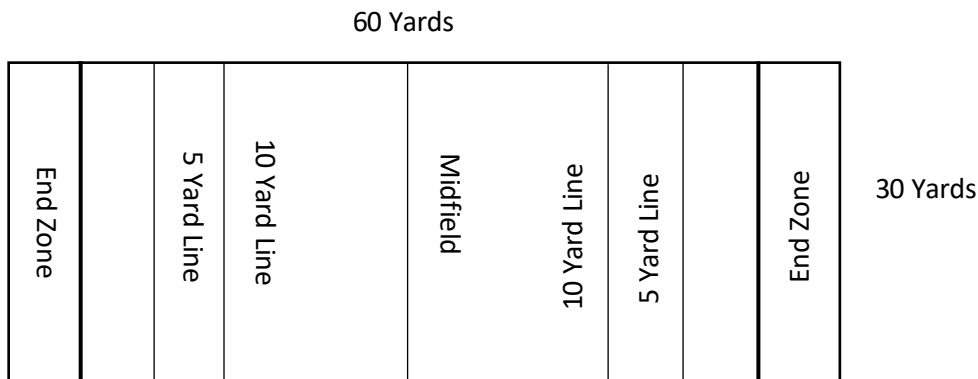 60 Yards
End Zone
5 Yard Line
10 Yard Line
Midfield
10 Yard Line
5 Yard Line
End Zone
30 Yards